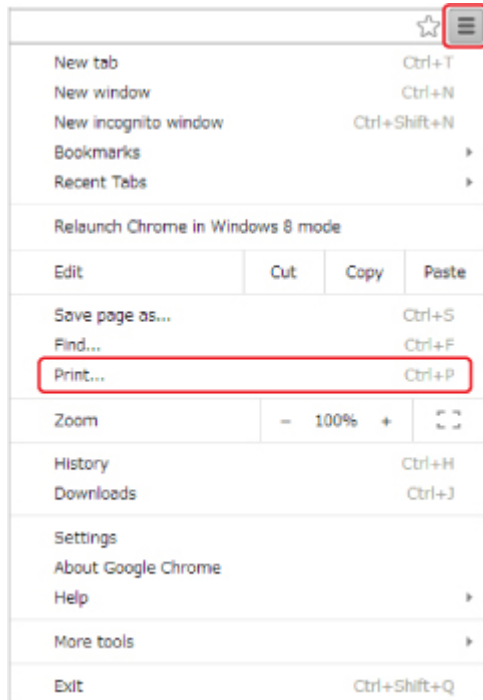 New tab Ctrl+T
New window Ctrl+N
New incognito window Ctrl+Shift+N
Bookmarks
Recent Tabs
Relaunch Chrome in Windows 8 mode
Edit Cut Copy Paste
Save page as... Ctrl+S
Find... Ctrl+F
Print... Ctrl+P
Zoom − 100% +
History Ctrl+H
Downloads Ctrl+J
Settings
About Google Chrome
Help
More tools
Exit Ctrl+Shift+Q